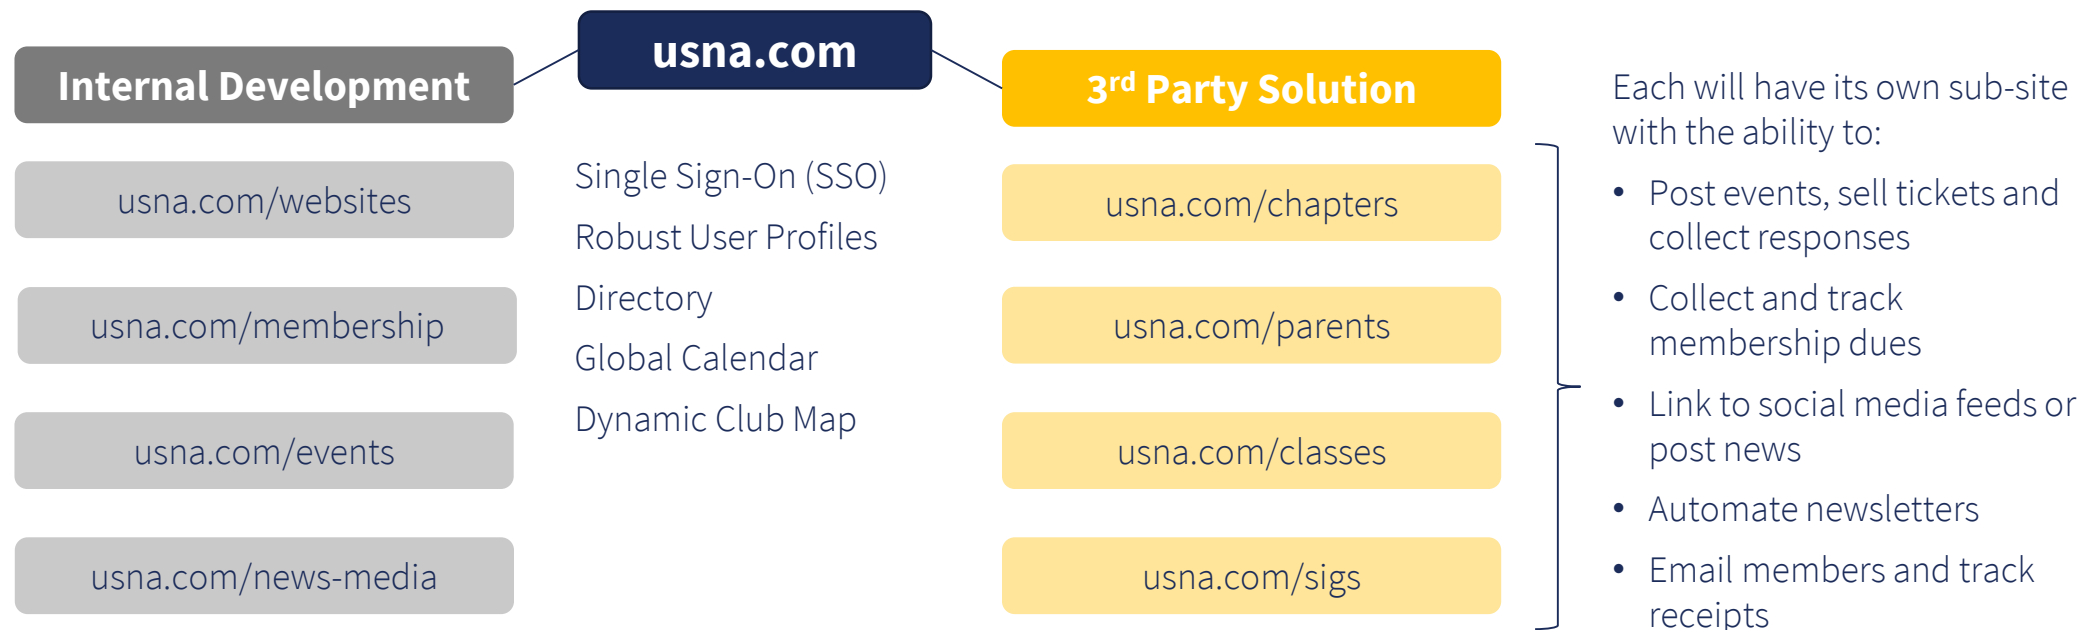 usna.com
Internal Development
usna.com/websites
usna.com/membership
usna.com/events
usna.com/news-media
Single Sign-On (SSO)
Robust User Profiles
Directory
Global Calendar
Dynamic Club Map
3rd Party Solution
usna.com/chapters
usna.com/parents
usna.com/classes
usna.com/sigs
Each will have its own sub-site
with the ability to:
• Post events, sell tickets and
collect responses
• Collect and track
membership dues
• Link to social media feeds or
post news
• Automate newsletters
• Email members and track
receipts